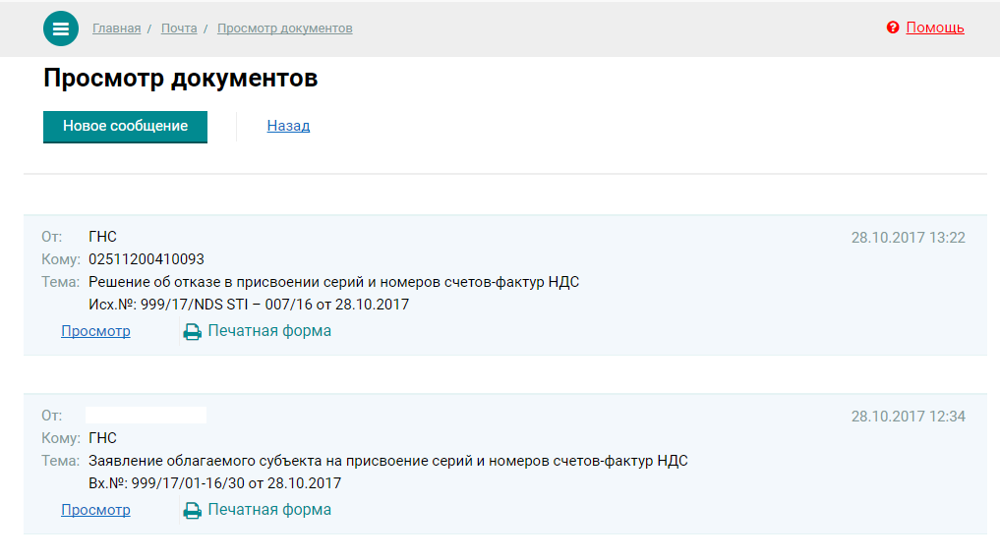 Главная / Почта / Просмотр документов
Помощь
Просмотр документов
Новое сообщение
Назад
От: ГНС
28.10.2017 13:22
Кому: 02511200410093
Тема: Решение об отказе в присвоении серий и номеров счетов-фактур НДС
Исх.№: 999/17/NDS STI – 007/16 от 28.10.2017
Просмотр
Печатная форма
От:
28.10.2017 12:34
Кому: ГНС
Тема: Заявление облагаемого субъекта на присвоение серий и номеров счетов-фактур НДС
Вх.№: 999/17/01-16/30 от 28.10.2017
Просмотр
Печатная форма